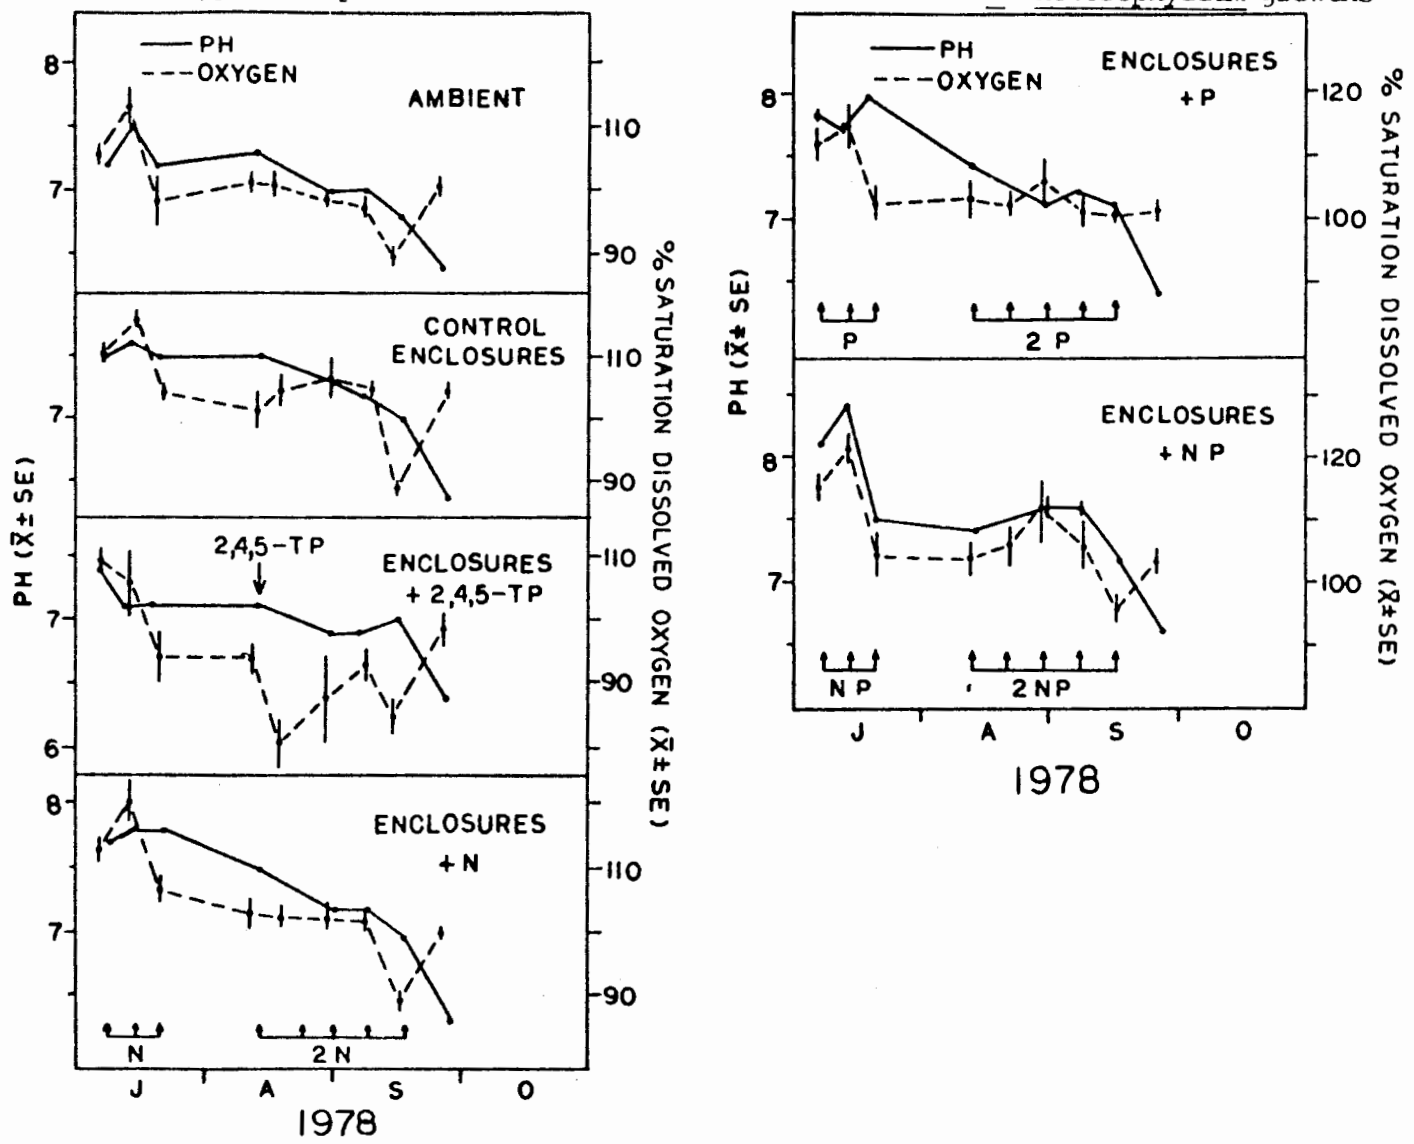 PH
OXYGEN
AMBIENT
8
7
110
90
CONTROL
ENCLOSURES
7
110
90
2,4,5-TP
ENCLOSURES
+ 2,4,5-TP
7
6
110
90
ENCLOSURES
+ N
8
7
110
90
N
2N
J A S O
1978
PH (X̄ ± SE)
% SATURATION DISSOLVED OXYGEN (X̄ ± SE)
PH
OXYGEN
ENCLOSURES
+ P
8
7
120
100
P
2 P
ENCLOSURES
+ N P
8
7
120
100
N P
2NP
J A S O
1978
PH (X̄ ± SE)
% SATURATION DISSOLVED OXYGEN (X̄ ± SE)